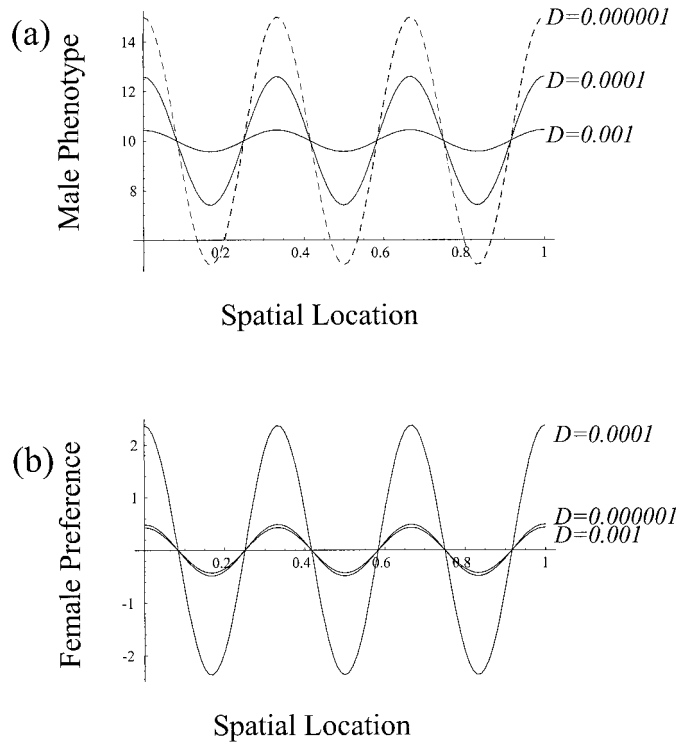 (a)
Male Phenotype
14
12
10
8
0.2
0.4
0.6
0.8
1
D=0.000001
D=0.0001
D=0.001
Spatial Location
(b)
Female Preference
2
1
-1
-2
0.2
0.4
0.6
0.8
1
D=0.0001
D=0.000001
D=0.001
Spatial Location